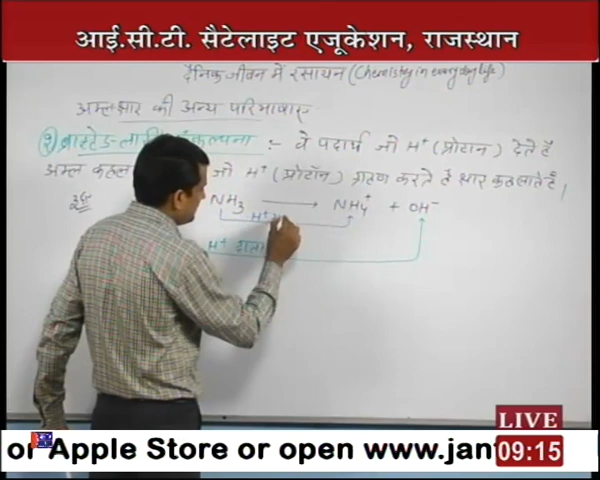 आई.सी.टी. सैटेलाइट एजूकेशन, राजस्थान
दैनिक जीवन में रसायन (Chemistry in everyday life)
अम्ल-क्षार की अन्य परिभाषाएं
:- वे पदार्थ जो H⁺ (प्रोटॉन) देते है
अम्ल कहला जो H⁺ (प्रोटॉन) ग्रहण करते है क्षार कहलाते हैं।
NH₃ ⟶ NH₄⁺ + OH⁻
H⁺
H⁺ दाता
LIVE
or Apple Store or open www.jan
09:15